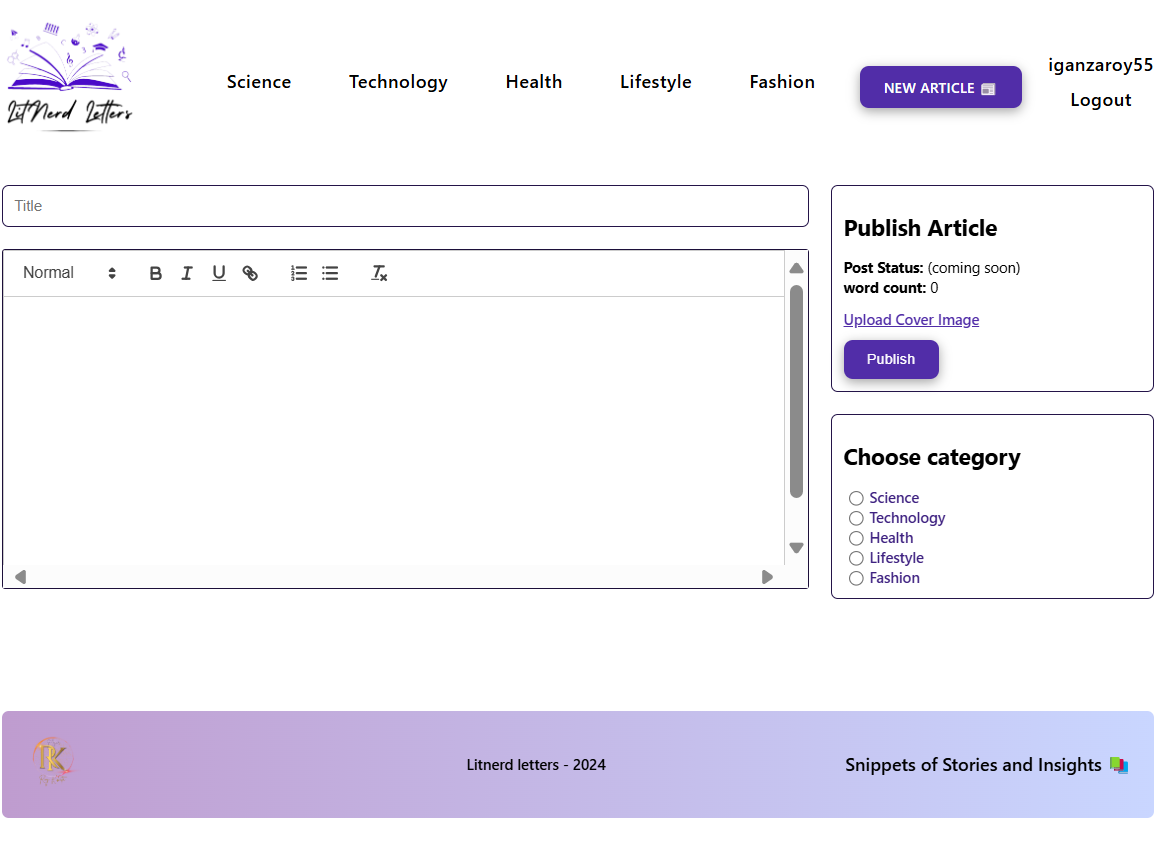 LitNerd Letters
Science
Technology
Health
Lifestyle
Fashion
NEW ARTICLE
iganzaroy55
Logout
Title
Normal
B I U
Publish Article
Post Status: (coming soon)
word count: 0
Upload Cover Image
Publish
Choose category
Science
Technology
Health
Lifestyle
Fashion
Litnerd letters - 2024
Snippets of Stories and Insights